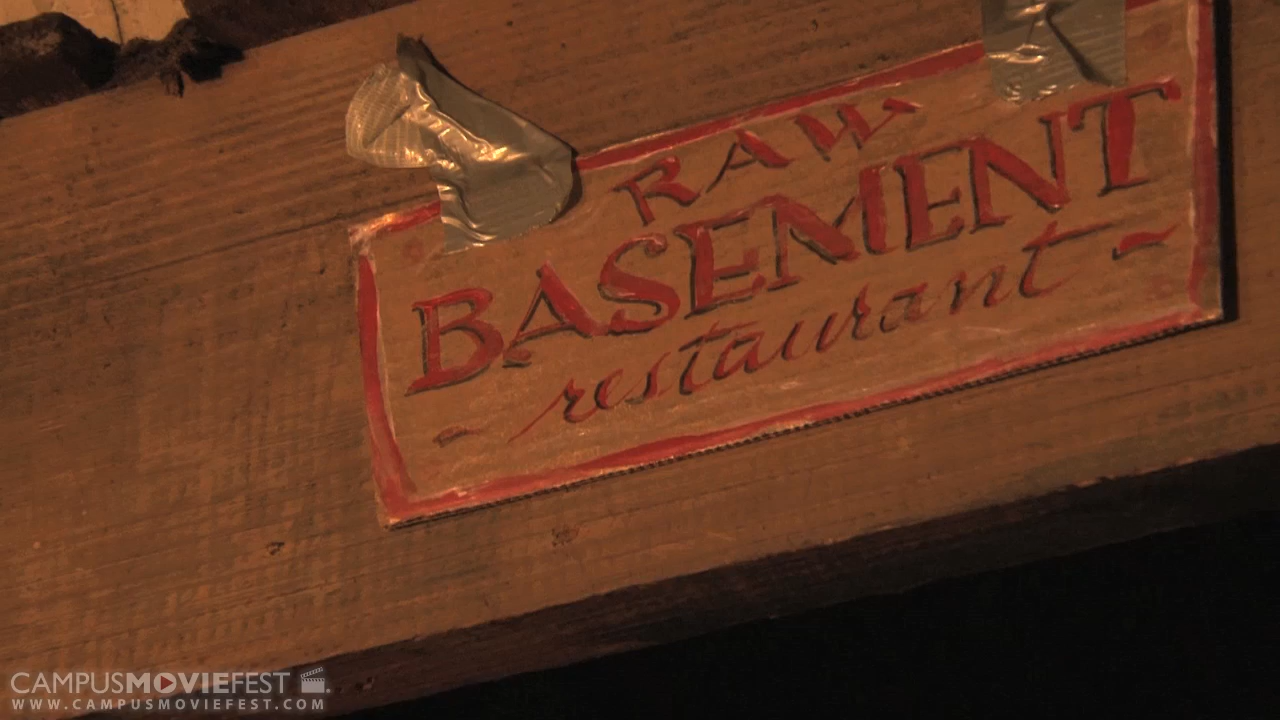 RAW
BASEMENT
~ restaurant ~
CAMPUSMOVIEFEST
WWW.CAMPUSMOVIEFEST.COM